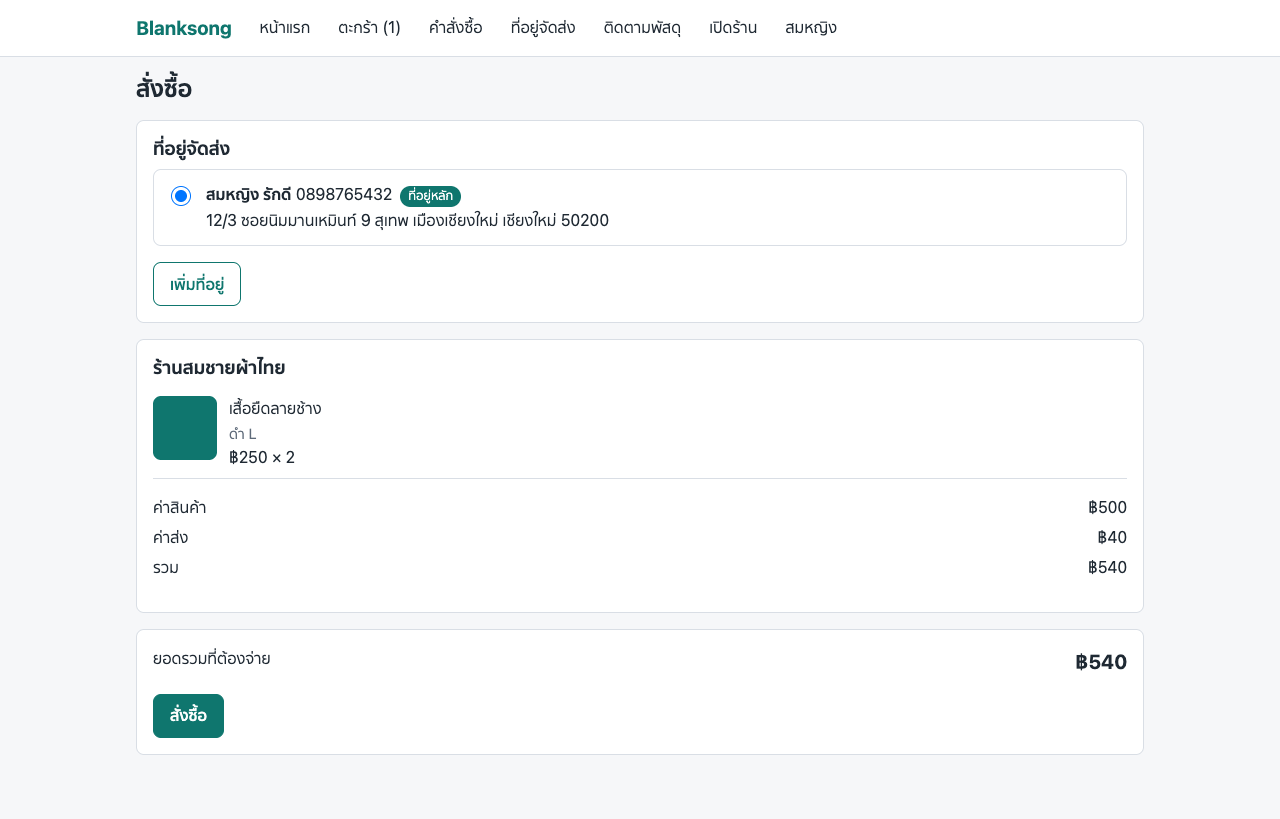 Blanksong หน้าแรก ตะกร้า (1) คำสั่งซื้อ ที่อยู่จัดส่ง ติดตามพัสดุ เปิดร้าน สมหญิง
สั่งซื้อ
ที่อยู่จัดส่ง
สมหญิง รักดี 0898765432 ที่อยู่หลัก
12/3 ซอยนิมมานเหมินท์ 9 สุเทพ เมืองเชียงใหม่ เชียงใหม่ 50200
เพิ่มที่อยู่
ร้านสมชายผ้าไทย
เสื้อยืดลายช้าง
ดำ L
฿250 × 2
ค่าสินค้า ฿500
ค่าส่ง ฿40
รวม ฿540
ยอดรวมที่ต้องจ่าย ฿540
สั่งซื้อ